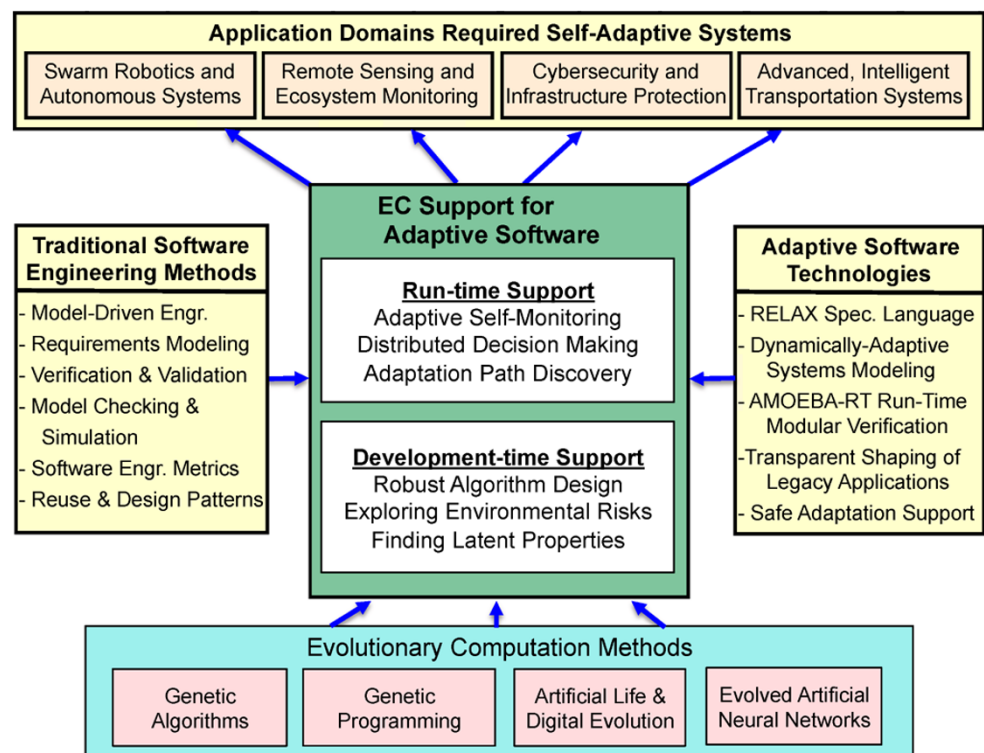 Application Domains Required Self-Adaptive Systems
Swarm Robotics and
Autonomous Systems
Remote Sensing and
Ecosystem Monitoring
Cybersecurity and
Infrastructure Protection
Advanced, Intelligent
Transportation Systems
EC Support for
Adaptive Software
Traditional Software
Engineering Methods
- Model-Driven Engr.
- Requirements Modeling
- Verification & Validation
- Model Checking &
Simulation
- Software Engr. Metrics
- Reuse & Design Patterns
Run-time Support
Adaptive Self-Monitoring
Distributed Decision Making
Adaptation Path Discovery
Development-time Support
Robust Algorithm Design
Exploring Environmental Risks
Finding Latent Properties
Adaptive Software
Technologies
- RELAX Spec. Language
- Dynamically-Adaptive
Systems Modeling
- AMOEBA-RT Run-Time
Modular Verification
-Transparent Shaping of
Legacy Applications
- Safe Adaptation Support
Evolutionary Computation Methods
Genetic
Algorithms
Genetic
Programming
Artificial Life &
Digital Evolution
Evolved Artificial
Neural Networks